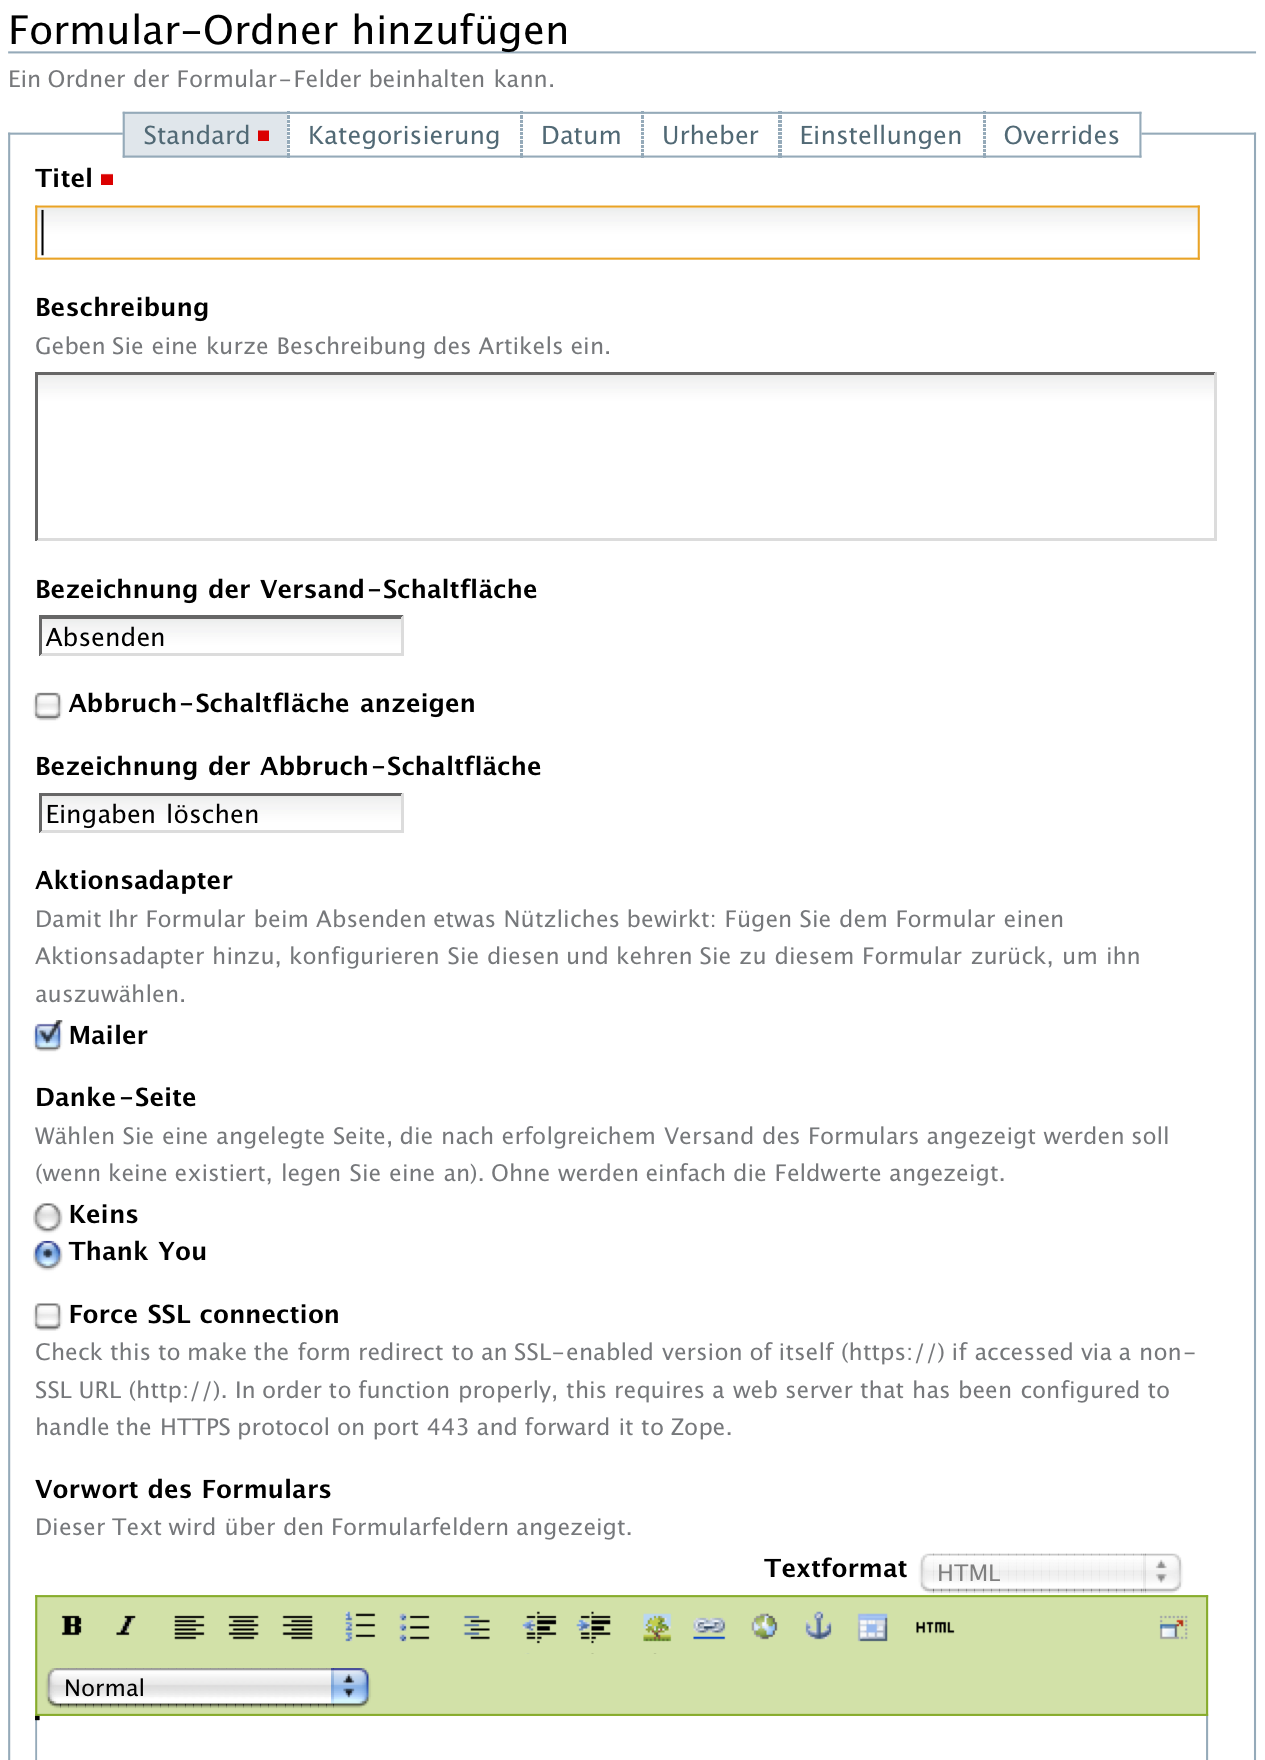 Formular-Ordner hinzufügen
Ein Ordner der Formular-Felder beinhalten kann.
Standard Kategorisierung Datum Urheber Einstellungen Overrides
Titel
Beschreibung
Geben Sie eine kurze Beschreibung des Artikels ein.
Bezeichnung der Versand-Schaltfläche
Absenden
Abbruch-Schaltfläche anzeigen
Bezeichnung der Abbruch-Schaltfläche
Eingaben löschen
Aktionsadapter
Damit Ihr Formular beim Absenden etwas Nützliches bewirkt: Fügen Sie dem Formular einen
Aktionsadapter hinzu, konfigurieren Sie diesen und kehren Sie zu diesem Formular zurück, um ihn
auszuwählen.
Mailer
Danke-Seite
Wählen Sie eine angelegte Seite, die nach erfolgreichem Versand des Formulars angezeigt werden soll
(wenn keine existiert, legen Sie eine an). Ohne werden einfach die Feldwerte angezeigt.
Keins
Thank You
Force SSL connection
Check this to make the form redirect to an SSL-enabled version of itself (https://) if accessed via a non-
SSL URL (http://). In order to function properly, this requires a web server that has been configured to
handle the HTTPS protocol on port 443 and forward it to Zope.
Vorwort des Formulars
Dieser Text wird über den Formularfeldern angezeigt.
Textformat HTML
B I HTML
Normal